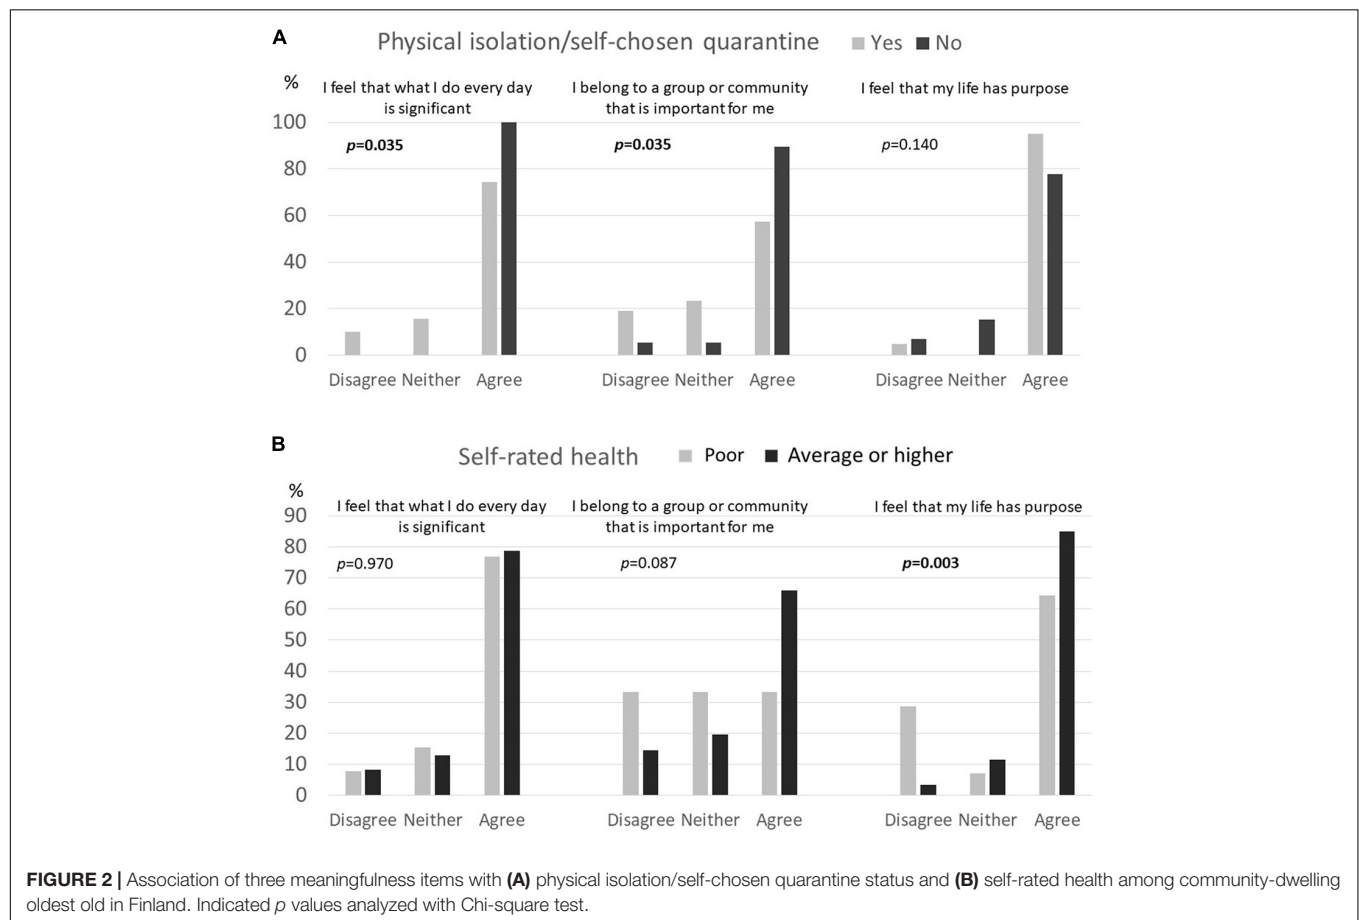 A
Physical isolation/self-chosen quarantine Yes No
%
I feel that what I do every day
is significant
I belong to a group or community
that is important for me
I feel that my life has purpose
p=0.035
p=0.035
p=0.140
100
80
60
40
20
0
Disagree Neither Agree
Disagree Neither Agree
Disagree Neither Agree
B
Self-rated health Poor Average or higher
%
I feel that what I do every day
is significant
I belong to a group or community
that is important for me
I feel that my life has purpose
p=0.970
p=0.087
p=0.003
90
80
70
60
50
40
30
20
10
0
Disagree Neither Agree
Disagree Neither Agree
Disagree Neither Agree
FIGURE 2 | Association of three meaningfulness items with (A) physical isolation/self-chosen quarantine status and (B) self-rated health among community-dwelling
oldest old in Finland. Indicated p values analyzed with Chi-square test.